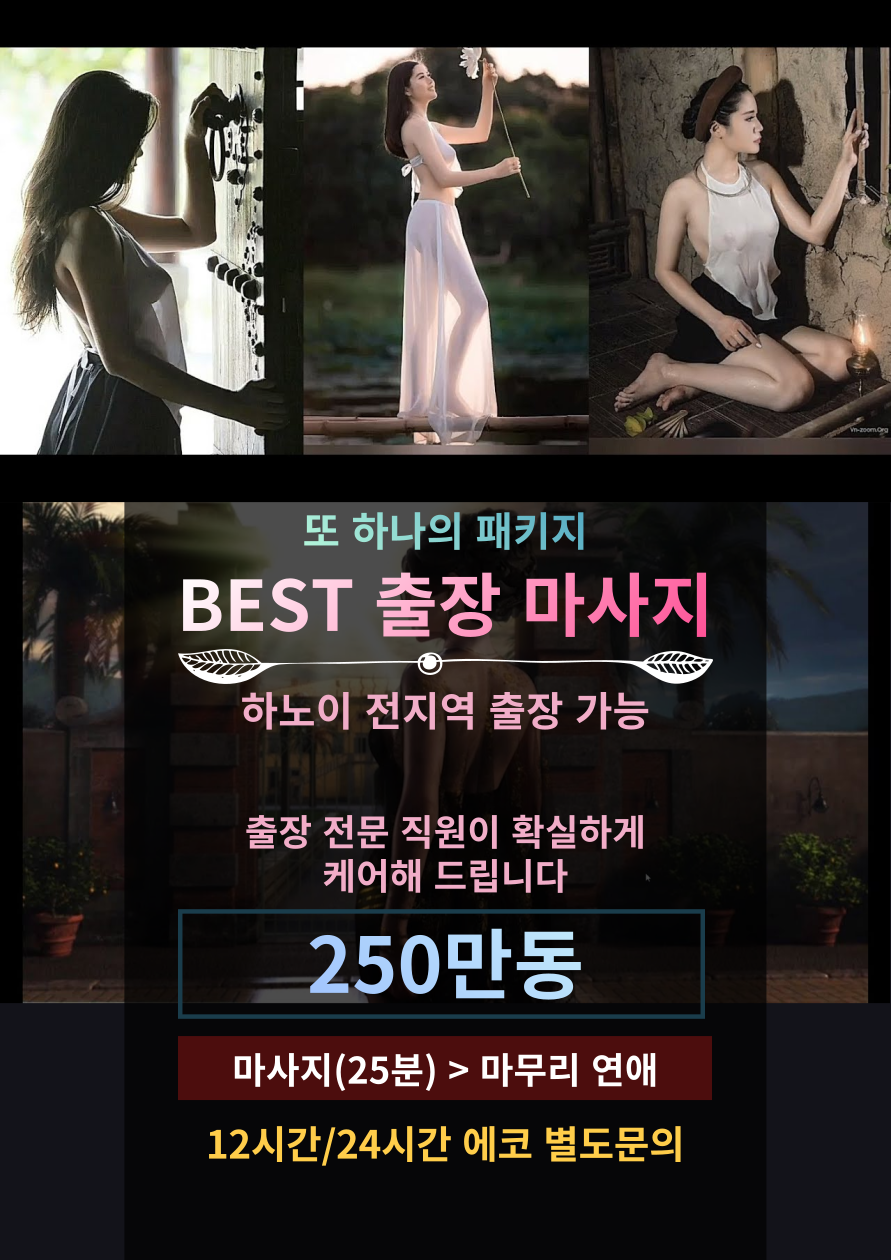 Vn-zoom.Org
또 하나의 패키지
BEST 출장 마사지
하노이 전지역 출장 가능
출장 전문 직원이 확실하게
케어해 드립니다
250만동
마사지(25분) > 마무리 연애
12시간/24시간 에코 별도문의